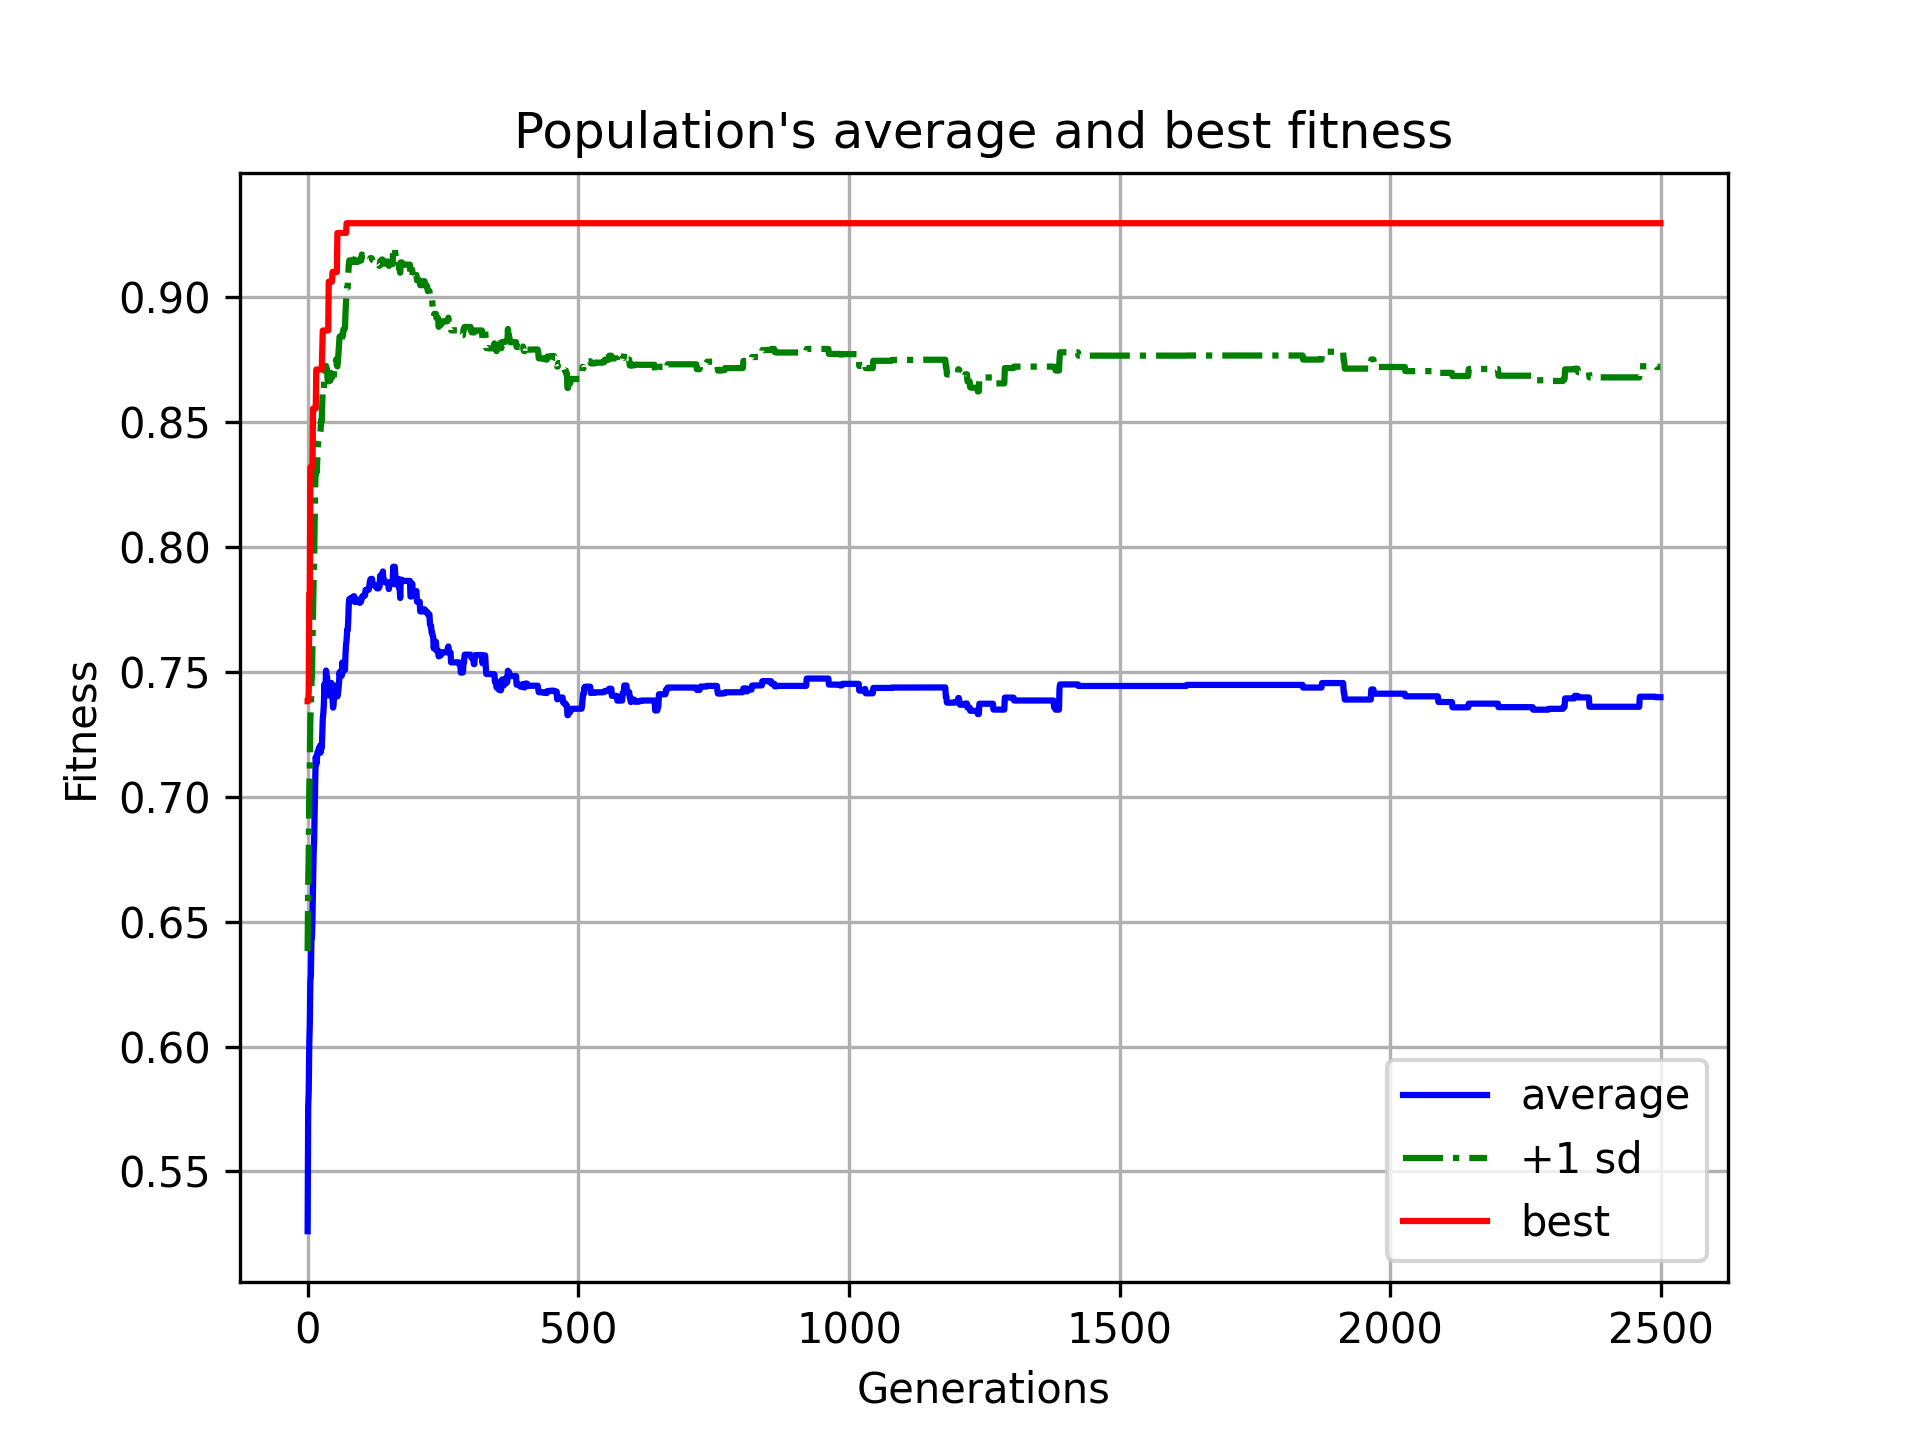 Population's average and best fitness
Fitness
0.90
0.85
0.80
0.75
0.70
0.65
0.60
0.55
average
+1 sd
best
0 500 1000 1500 2000 2500
Generations